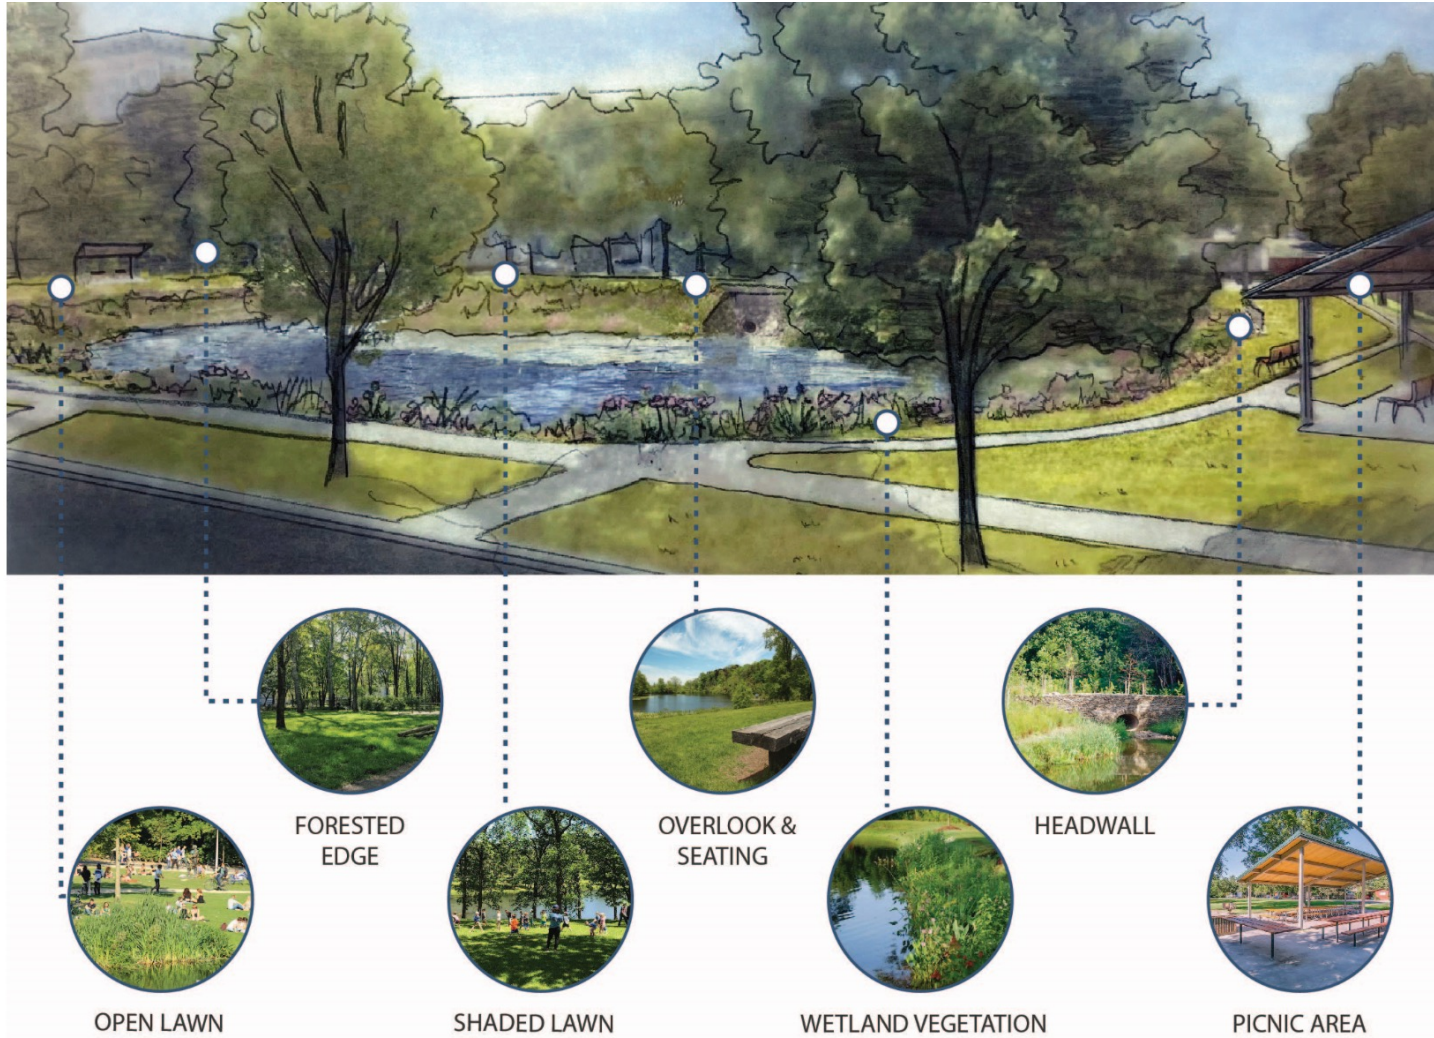 FORESTED
EDGE
OVERLOOK &
SEATING
HEADWALL
OPEN LAWN
SHADED LAWN
WETLAND VEGETATION
PICNIC AREA